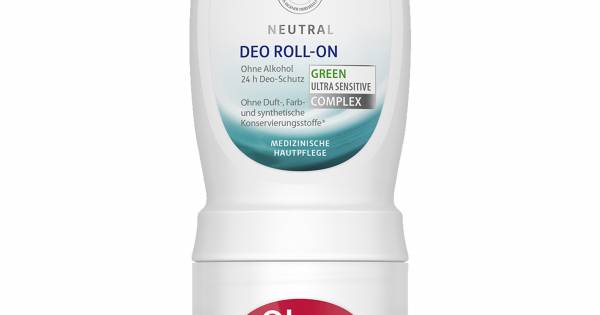 NEUTRAL
DEO ROLL-ON
Ohne Alkohol
24 h Deo-Schutz
GREEN
ULTRA SENSITIVE
COMPLEX
Ohne Duft-, Farb-
und synthetische
Konservierungsstoffe*
MEDIZINISCHE
HAUTPFLEGE